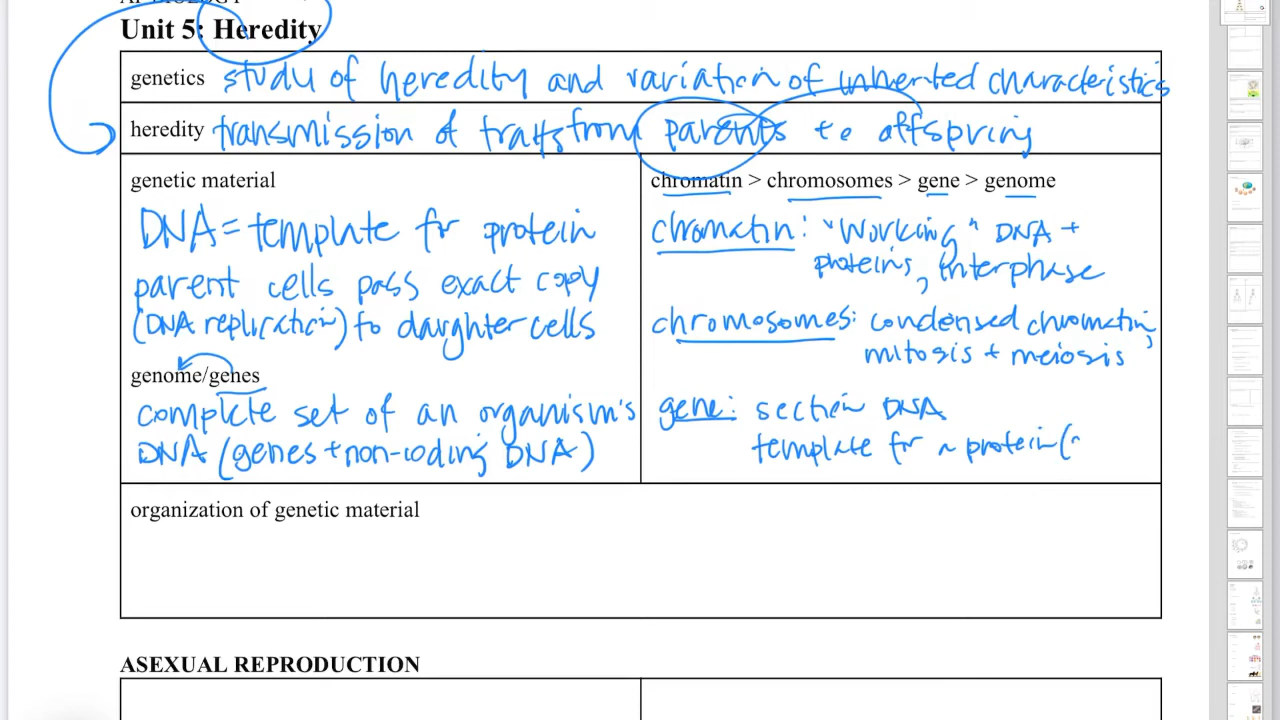 Unit 5: Heredity
genetics study of heredity and variation of inherited characteristics
heredity transmission of traits from parents to offspring
genetic material
DNA = template for protein
parent cells pass exact copy
(DNA replication) to daughter cells
genome/genes
complete set of an organism's
DNA (genes + non-coding DNA)
chromatin > chromosomes > gene > genome
chromatin: "working" DNA +
proteins, interphase
chromosomes: condensed chromatin,
mitosis + meiosis
gene: section DNA
template for a protein (
organization of genetic material
ASEXUAL REPRODUCTION